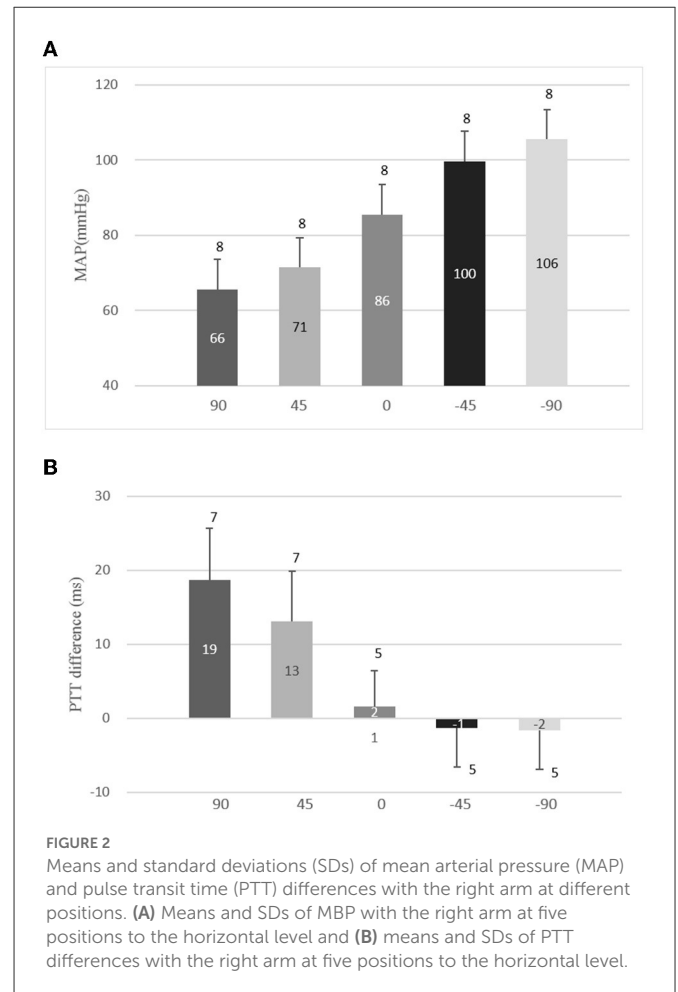 A
120
100
80
60
40
MAP(mmHg)
8
8
8
8
8
66
71
86
100
106
90 45 0 -45 -90
B
30
20
10
0
-10
PTT difference (ms)
7
7
5
5
5
19
13
2
1
-1
-2
90 45 0 -45 -90
FIGURE 2
Means and standard deviations (SDs) of mean arterial pressure (MAP)
and pulse transit time (PTT) differences with the right arm at different
positions. (A) Means and SDs of MBP with the right arm at five
positions to the horizontal level and (B) means and SDs of PTT
differences with the right arm at five positions to the horizontal level.